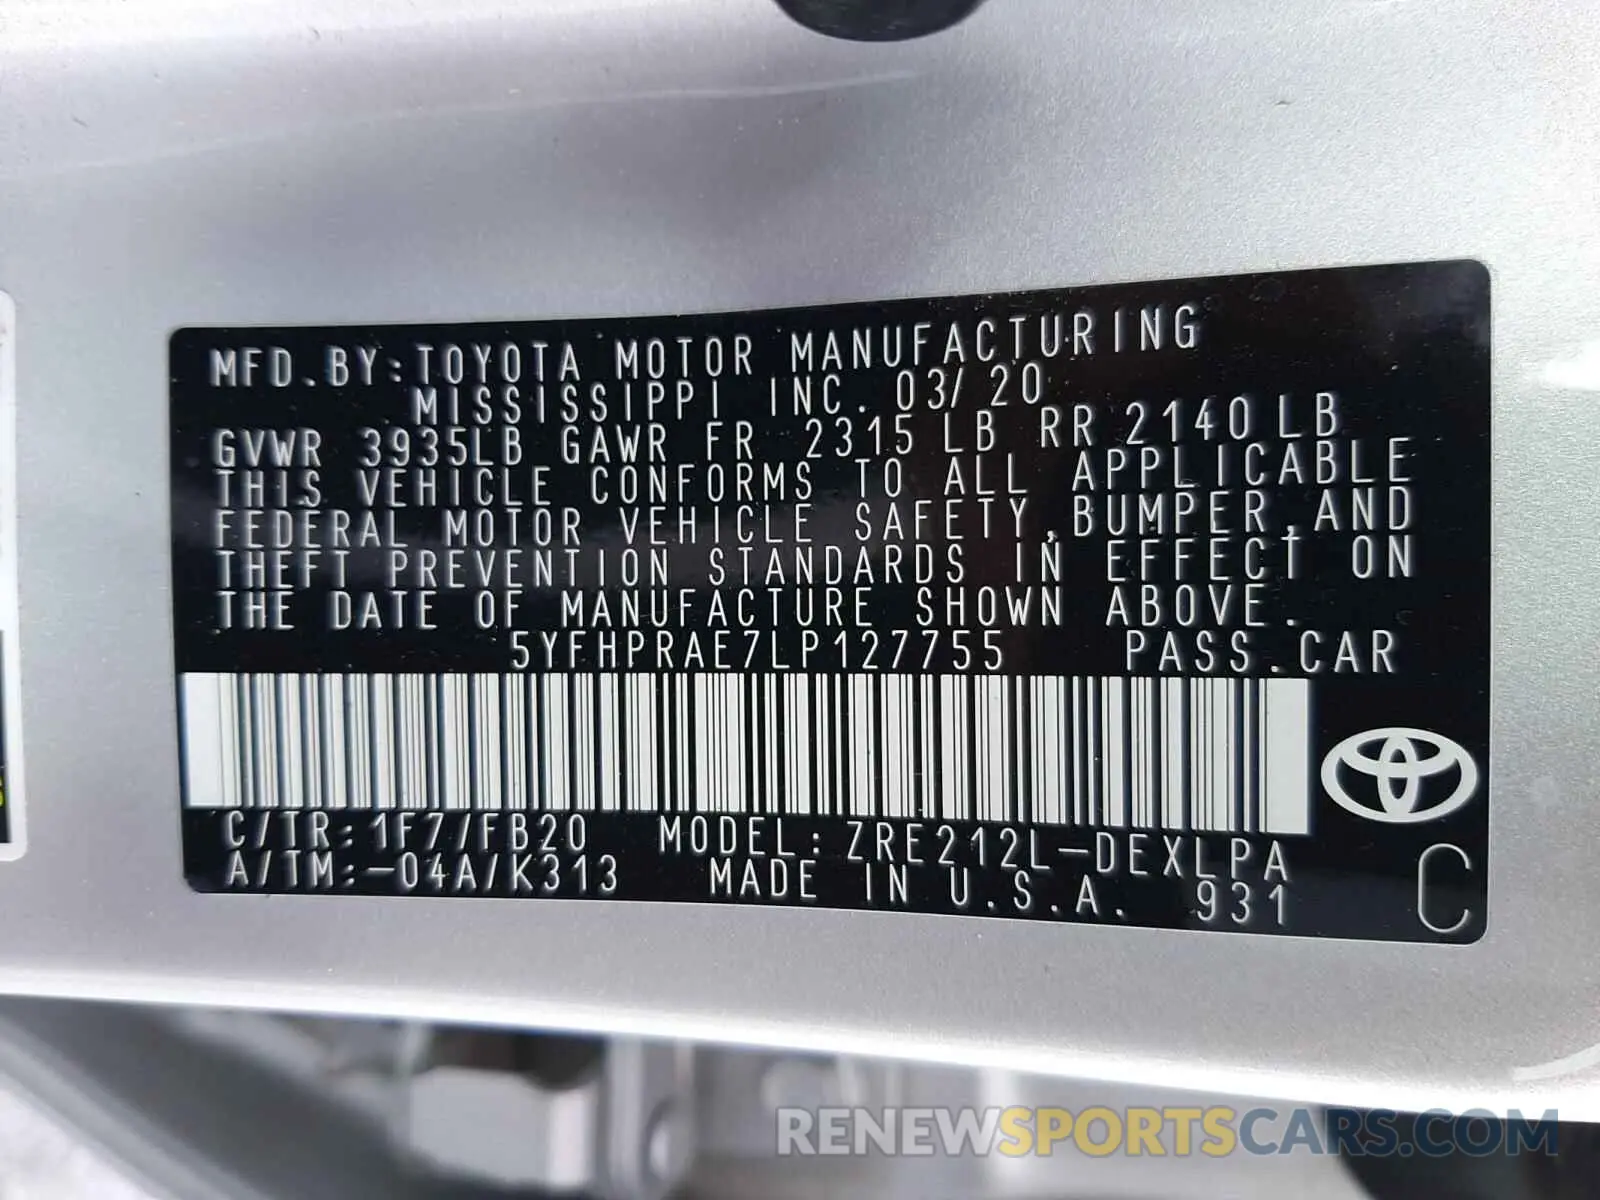 MFD.BY:TOYOTA MOTOR MANUFACTURING
MISSISSIPPI INC. 03/20
GVWR 3935LB GAWR FR 2315LB RR 2140LB
THIS VEHICLE CONFORMS TO ALL APPLICABLE
FEDERAL MOTOR VEHICLE SAFETY,BUMPER,AND
THEFT PREVENTION STANDARDS IN EFFECT ON
THE DATE OF MANUFACTURE SHOWN ABOVE.
5YFHPRAE7LP127755 PASS.CAR
C/TR:1F7/FB20 MODEL:ZRE212L-DEXLPA
A/TM:-04A/K313 MADE IN U.S.A. 931
C
RENEWSPORTSCARS.COM